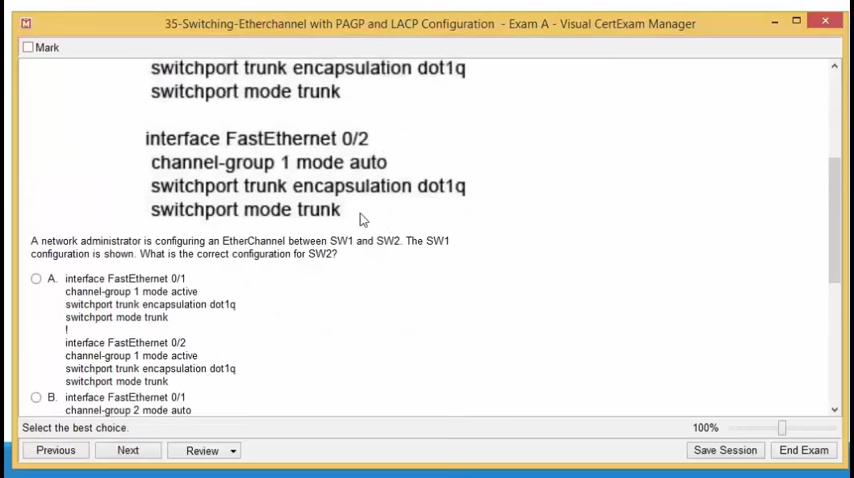 35-Switching-Etherchannel with PAGP and LACP Configuration - Exam A - Visual CertExam Manager
Mark
switchport trunk encapsulation dot1q
switchport mode trunk
interface FastEthernet 0/2
channel-group 1 mode auto
switchport trunk encapsulation dot1q
switchport mode trunk
A network administrator is configuring an EtherChannel between SW1 and SW2. The SW1
configuration is shown. What is the correct configuration for SW2?
A. interface FastEthernet 0/1
channel-group 1 mode active
switchport trunk encapsulation dot1q
switchport mode trunk
!
interface FastEthernet 0/2
channel-group 1 mode active
switchport trunk encapsulation dot1q
switchport mode trunk
B. interface FastEthernet 0/1
channel-group 2 mode auto
Select the best choice. 100%
Previous Next Review Save Session End Exam